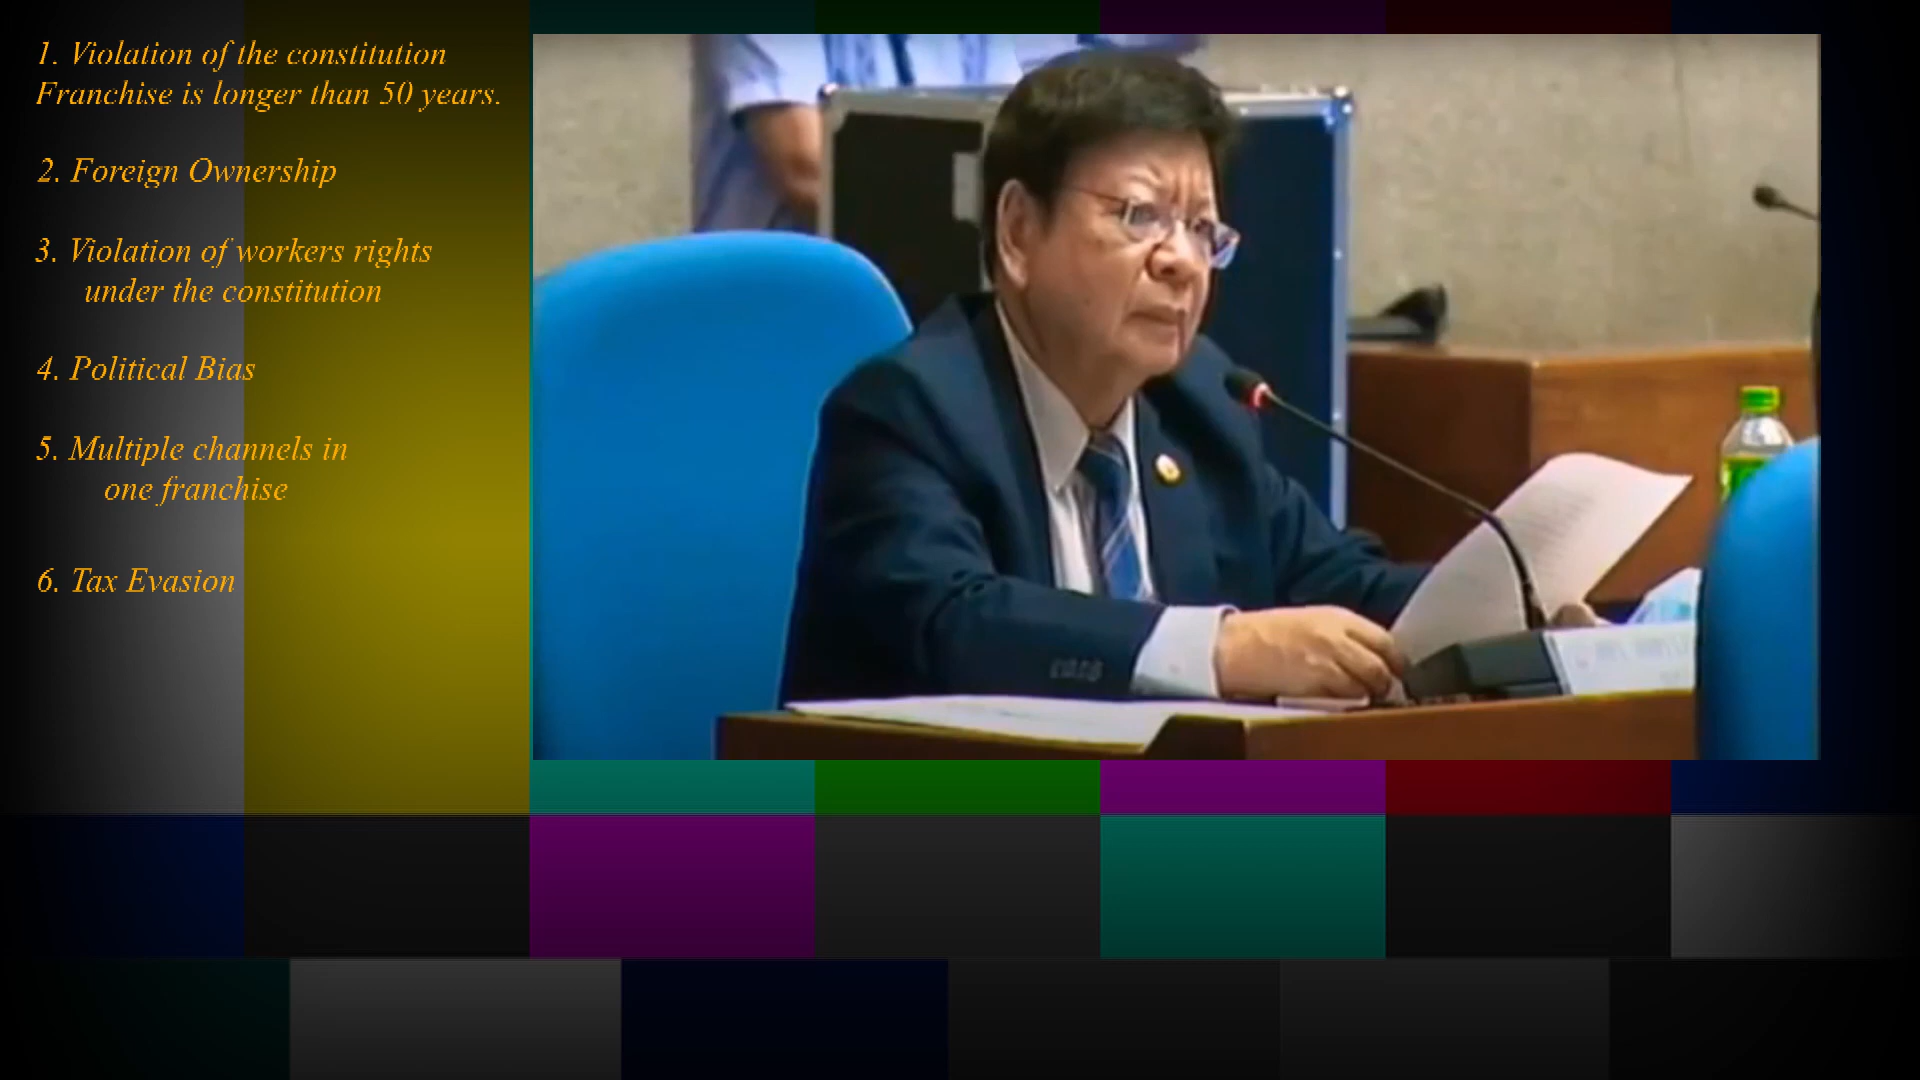 1. Violation of the constitution
Franchise is longer than 50 years.
2. Foreign Ownership
3. Violation of workers rights
under the constitution
4. Political Bias
5. Multiple channels in
one franchise
6. Tax Evasion